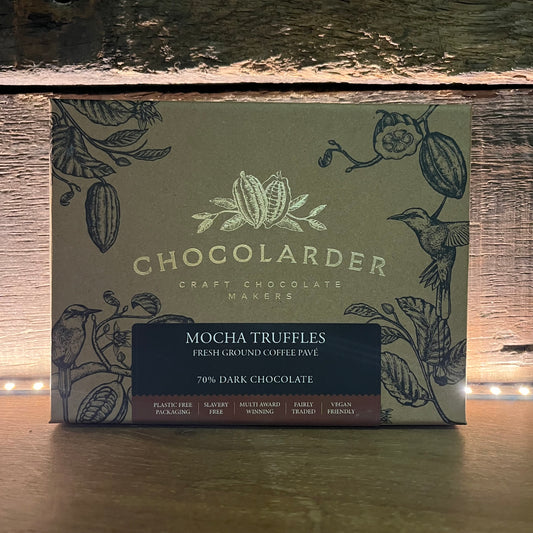 CHOCOLARDER
CRAFT CHOCOLATE
MAKERS
MOCHA TRUFFLES
FRESH GROUND COFFEE PAVÉ
70% DARK CHOCOLATE
PLASTIC FREE
PACKAGING
SLAVERY
FREE
MULTI AWARD
WINNING
FAIRLY
TRADED
VEGAN
FRIENDLY